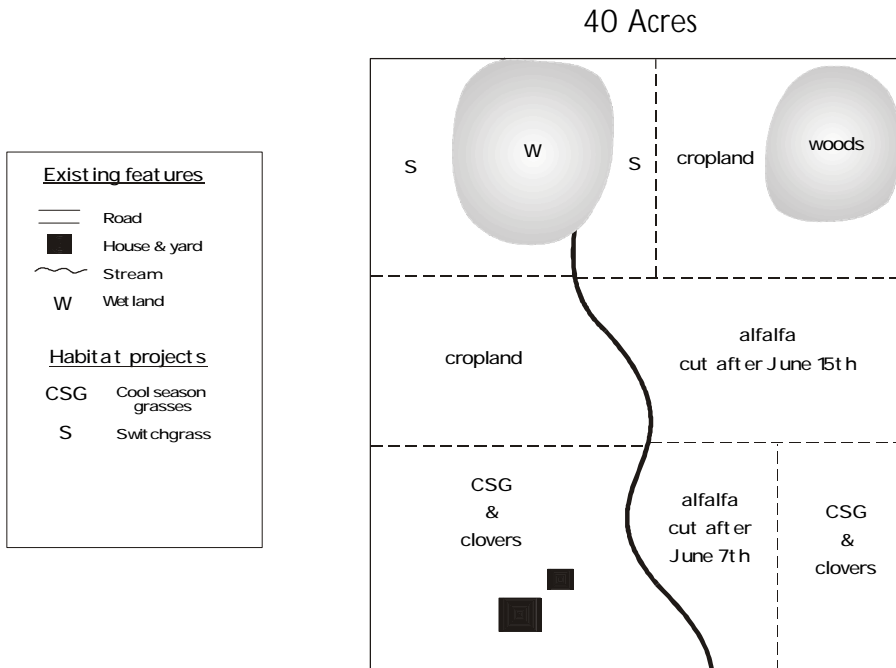 40 Acres
Existing features
Road
House & yard
Stream
W Wetland
Habitat projects
CSG Cool season
grasses
S Switchgrass
S
W
S
cropland
woods
cropland
alfalfa
cut after June 15th
CSG
&
clovers
alfalfa
cut after
June 7th
CSG
&
clovers